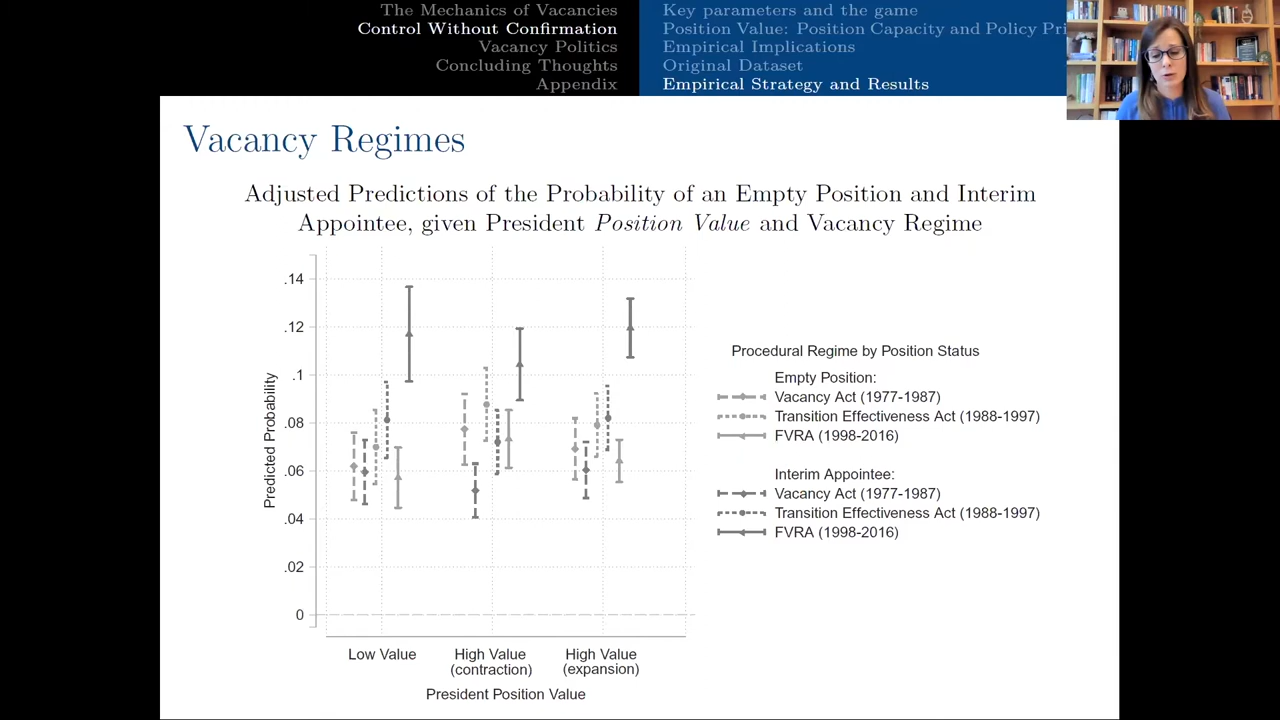 The Mechanics of Vacancies
Control Without Confirmation
Vacancy Politics
Concluding Thoughts
Appendix
Key parameters and the game
Position Value: Position Capacity and Policy Pri
Empirical Implications
Original Dataset
Empirical Strategy and Results
Vacancy Regimes
Adjusted Predictions of the Probability of an Empty Position and Interim
Appointee, given President Position Value and Vacancy Regime
Predicted Probability
.14
.12
.1
.08
.06
.04
.02
0
Low Value
High Value
(contraction)
High Value
(expansion)
President Position Value
Procedural Regime by Position Status
Empty Position:
Vacancy Act (1977-1987)
Transition Effectiveness Act (1988-1997)
FVRA (1998-2016)
Interim Appointee:
Vacancy Act (1977-1987)
Transition Effectiveness Act (1988-1997)
FVRA (1998-2016)